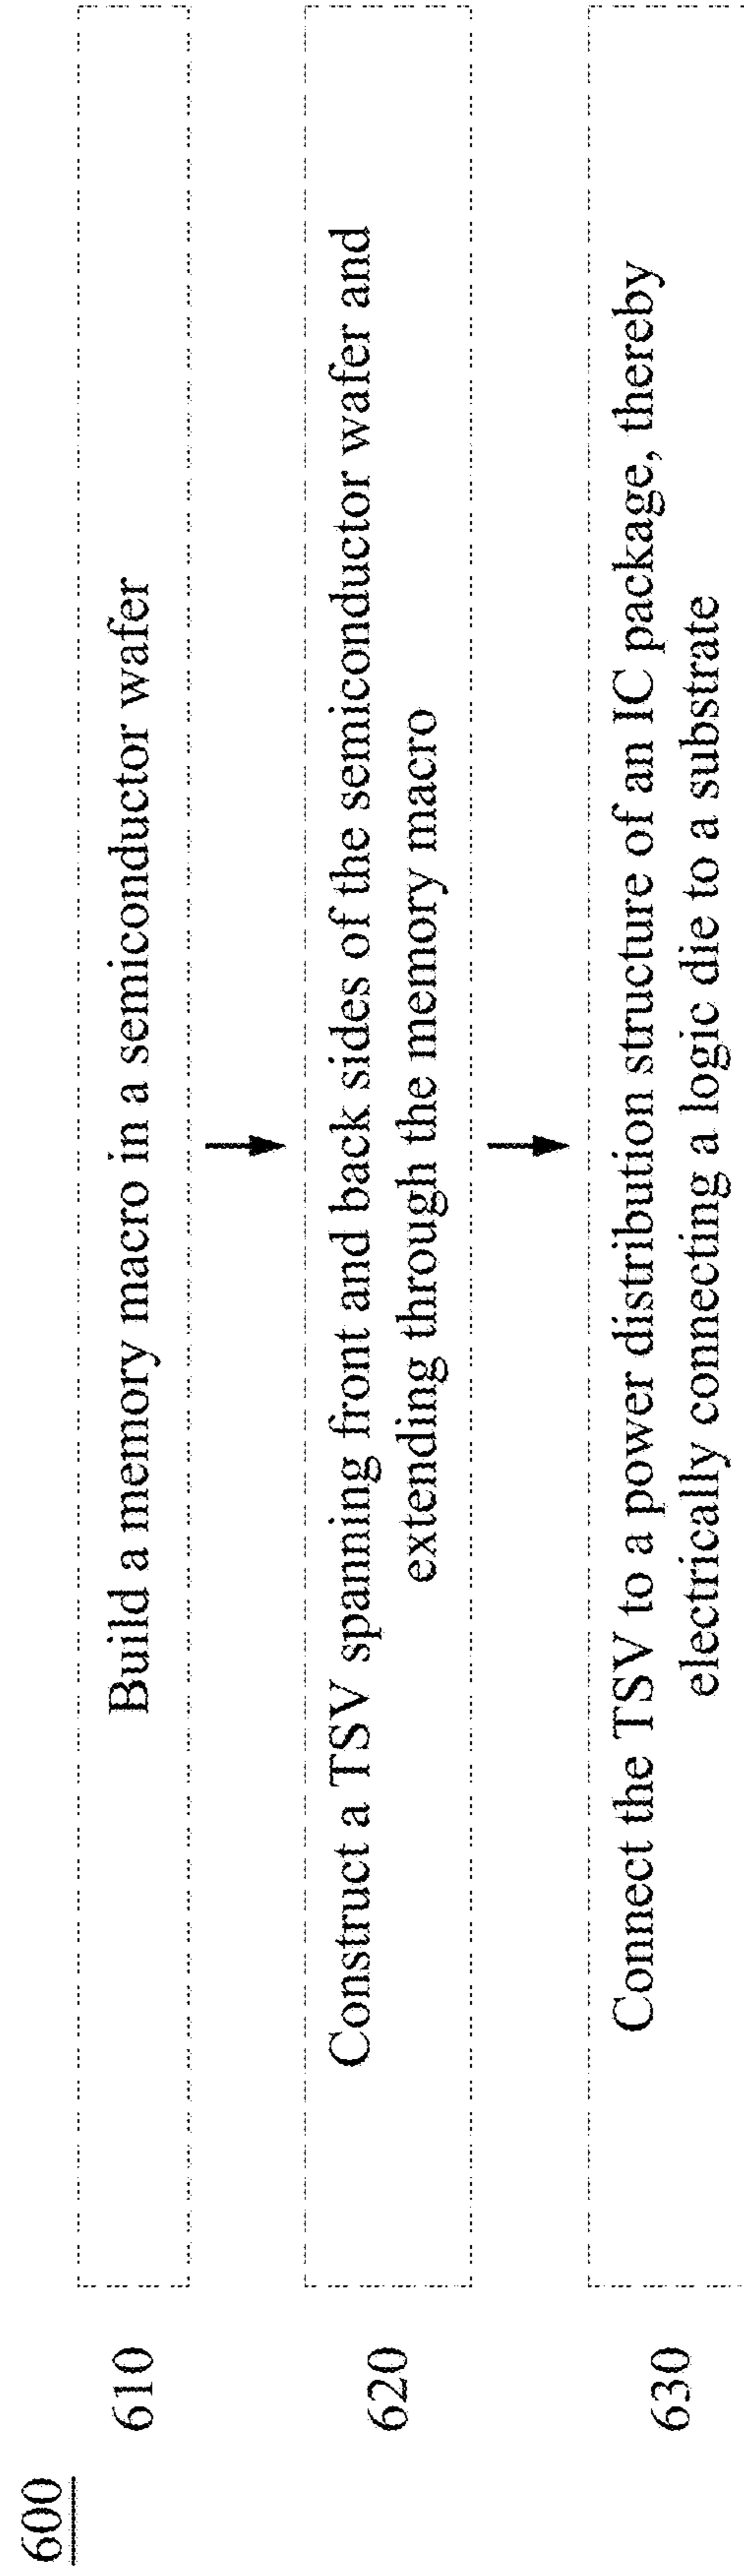 600
610
Build a memory macro in a semiconductor wafer
620
Construct a TSV spanning front and back sides of the semiconductor wafer and
extending through the memory macro
630
Connect the TSV to a power distribution structure of an IC package, thereby
electrically connecting a logic die to a substrate